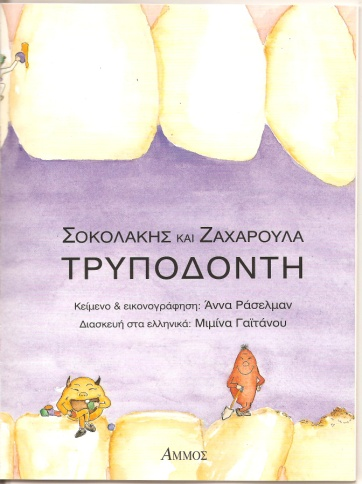 ΣΟΚΟΛΑΚΗΣ ΚΑΙ ΖΑΧΑΡΟΥΛΑ
ΤΡΥΠΟΔΟΝΤΗ
Κείμενο & εικονογράφηση: Άννα Ράσελμαν
Διασκευή στα ελληνικά: Μιμίνα Γαϊτάνου
ΑΜΜΟΣ